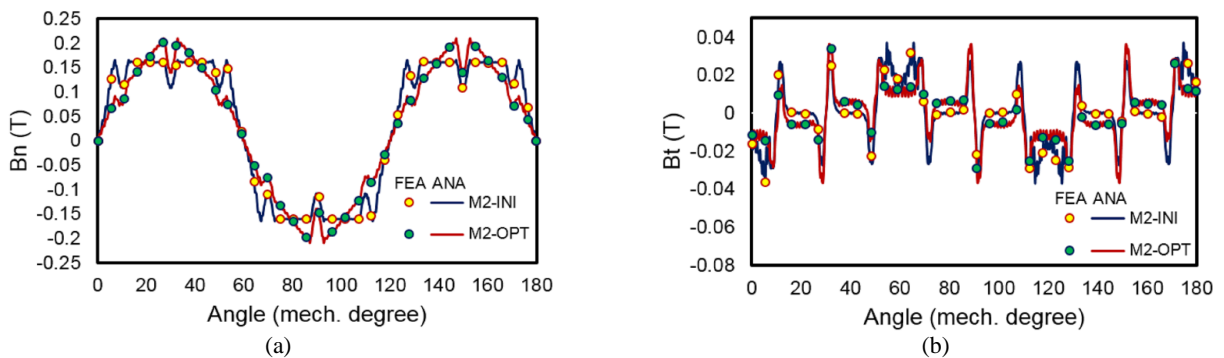 0.25
0.2
0.15
0.1
0.05
0
-0.05
-0.1
-0.15
-0.2
-0.25
Bn (T)
FEA ANA
M2-INI
M2-OPT
0 20 40 60 80 100 120 140 160 180
Angle (mech. degree)
(a)
0.04
0.02
0
-0.02
-0.04
-0.06
-0.08
Bt (T)
FEA ANA
M2-INI
M2-OPT
0 20 40 60 80 100 120 140 160 180
Angle (mech. degree)
(b)